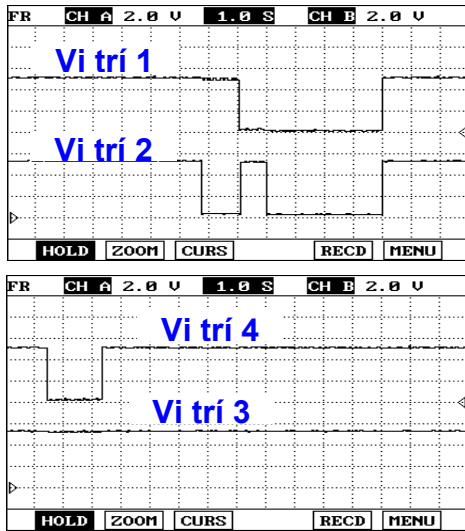 FR CH A 2.0 V 1.0 S CH B 2.0 V
Vi trí 1
Vi trí 2
HOLD ZOOM CURS RECD MENU
FR CH A 2.0 V 1.0 S CH B 2.0 V
Vi trí 4
Vi trí 3
HOLD ZOOM CURS RECD MENU